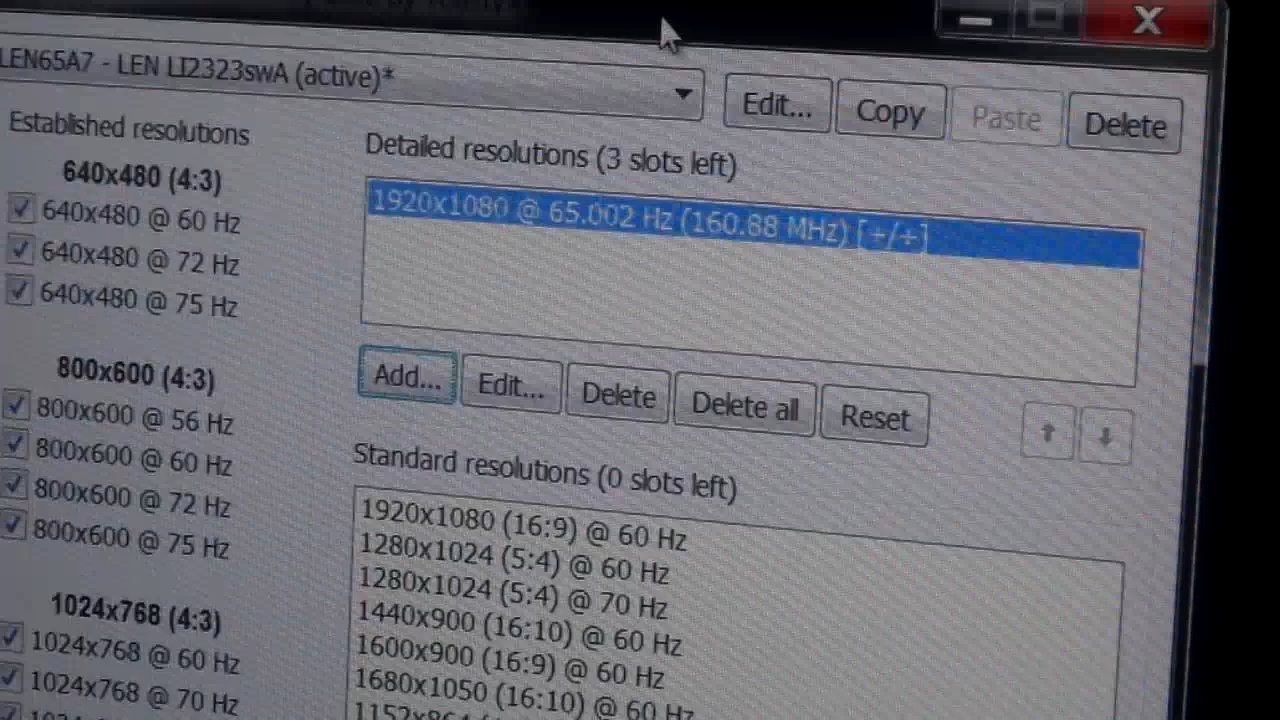 LEN65A7 - LEN LI2323swA (active)*
Edit... Copy Paste Delete
Established resolutions
640x480 (4:3)
640x480 @ 60 Hz
640x480 @ 72 Hz
640x480 @ 75 Hz
800x600 (4:3)
800x600 @ 56 Hz
800x600 @ 60 Hz
800x600 @ 72 Hz
800x600 @ 75 Hz
1024x768 (4:3)
1024x768 @ 60 Hz
1024x768 @ 70 Hz
Detailed resolutions (3 slots left)
1920x1080 @ 65.002 Hz (160.88 MHz) [+/+]
Add... Edit... Delete Delete all Reset
Standard resolutions (0 slots left)
1920x1080 (16:9) @ 60 Hz
1280x1024 (5:4) @ 60 Hz
1280x1024 (5:4) @ 70 Hz
1440x900 (16:10) @ 60 Hz
1600x900 (16:9) @ 60 Hz
1680x1050 (16:10) @ 60 Hz